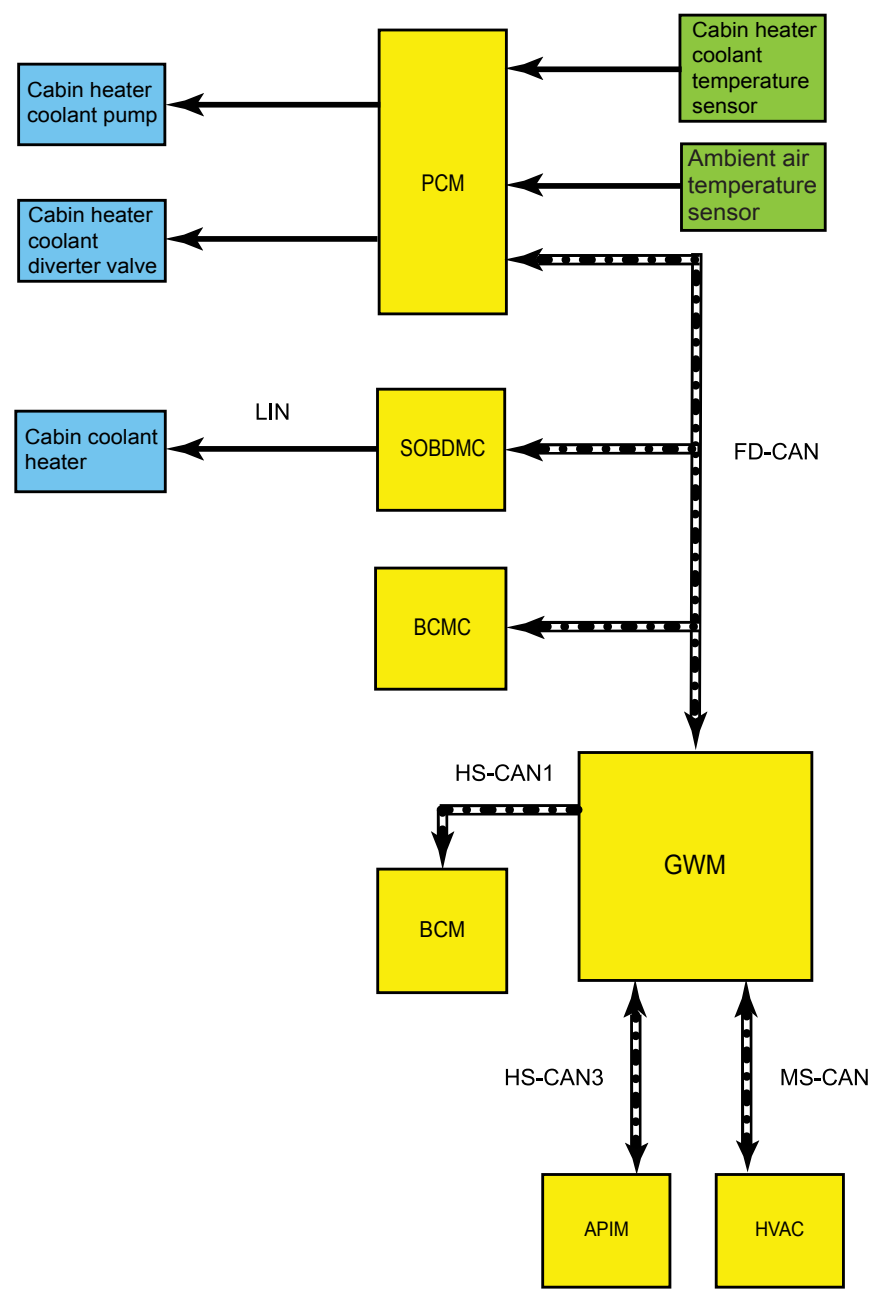 Cabin heater
coolant
temperature
sensor
Cabin heater
coolant pump
PCM
Ambient air
temperature
sensor
Cabin heater
coolant
diverter valve
LIN
Cabin coolant
heater
SOBDMC
FD-CAN
BCMC
HS-CAN1
GWM
BCM
HS-CAN3
MS-CAN
APIM
HVAC